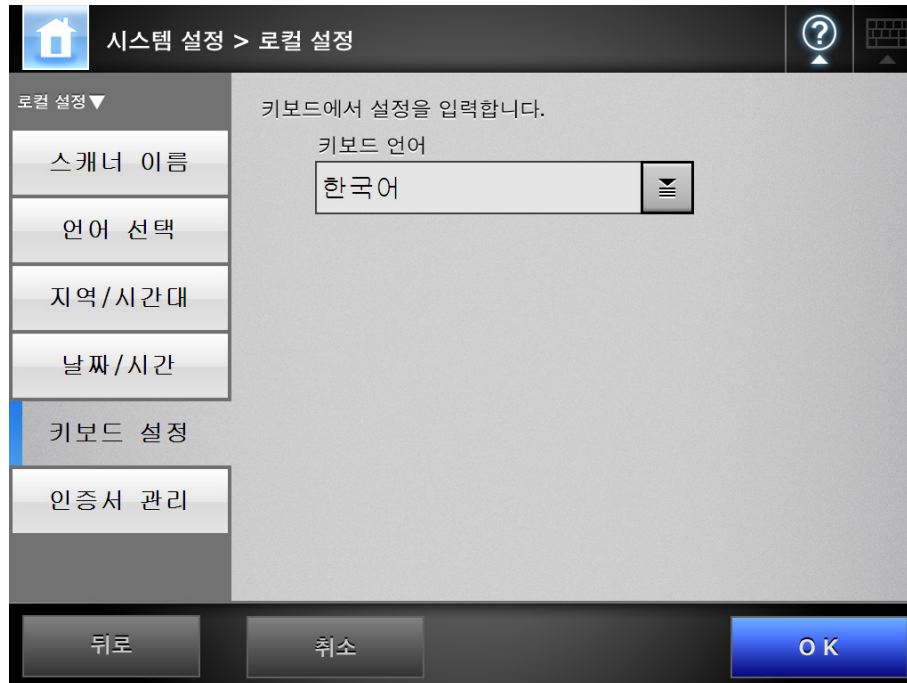 시스템 설정 > 로컬 설정
?
로컬 설정▼
스캐너 이름
언어 선택
지역/시간대
날짜/시간
키보드 설정
인증서 관리
키보드에서 설정을 입력합니다.
키보드 언어
한국어
뒤로
취소
OK